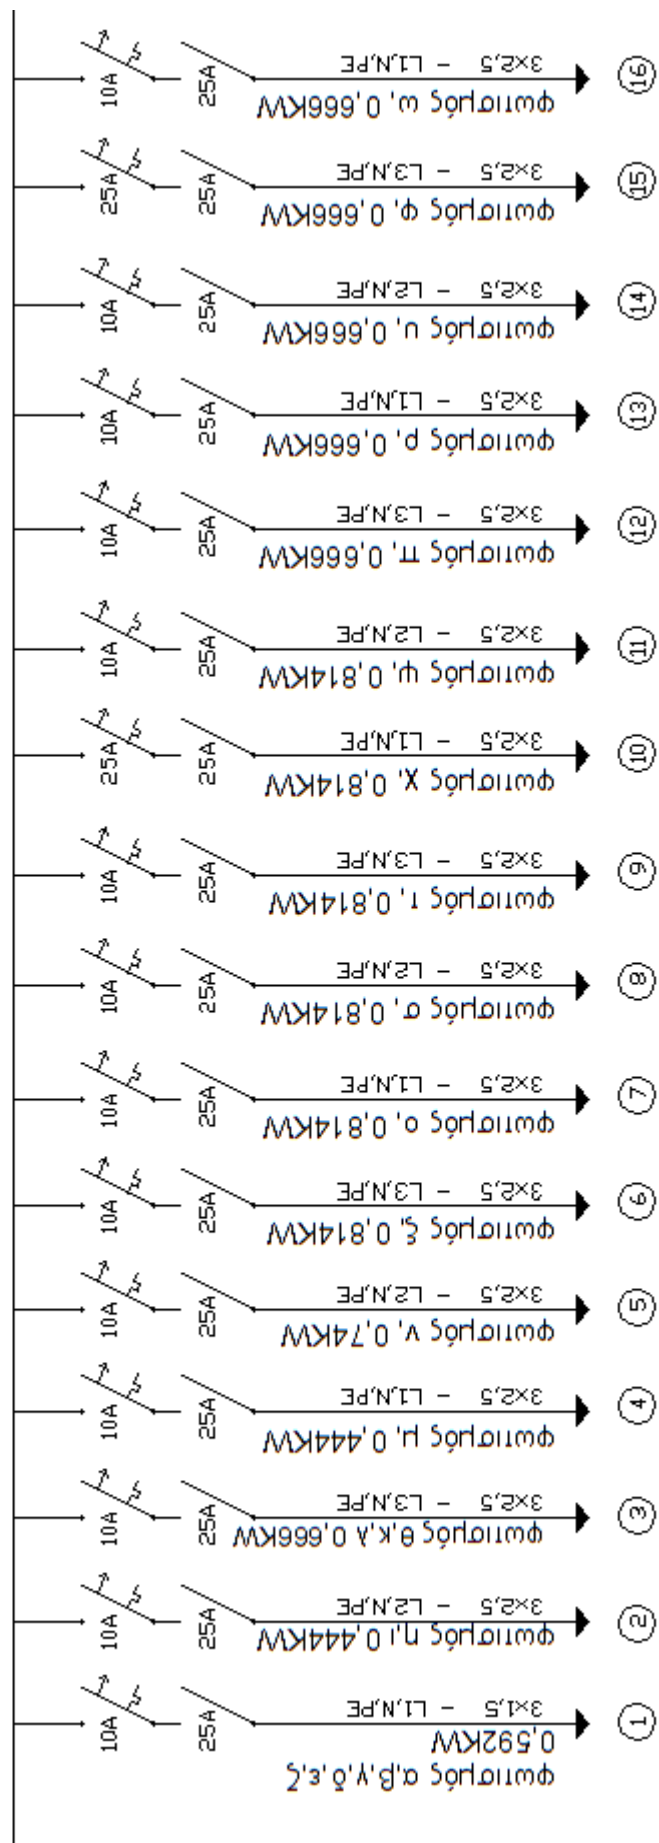 10A
25A
3x2,5 - L1,N,PE
φωτισμός ω, 0,666KW
16
25A
25A
3x2,5 - L3,N,PE
φωτισμός φ, 0,666KW
15
10A
25A
3x2,5 - L2,N,PE
φωτισμός υ, 0,666KW
14
10A
25A
3x2,5 - L1,N,PE
φωτισμός ρ, 0,666KW
13
10A
25A
3x2,5 - L3,N,PE
φωτισμός π, 0,666KW
12
10A
25A
3x2,5 - L2,N,PE
φωτισμός ψ, 0,814KW
11
25A
25A
3x2,5 - L1,N,PE
φωτισμός χ, 0,814KW
10
10A
25A
3x2,5 - L3,N,PE
φωτισμός τ, 0,814KW
9
10A
25A
3x2,5 - L2,N,PE
φωτισμός σ, 0,814KW
8
10A
25A
3x2,5 - L1,N,PE
φωτισμός ο, 0,814KW
7
10A
25A
3x2,5 - L3,N,PE
φωτισμός ξ, 0,814KW
6
10A
25A
3x2,5 - L2,N,PE
φωτισμός ν, 0,74KW
5
10A
25A
3x2,5 - L1,N,PE
φωτισμός μ, 0,444KW
4
10A
25A
3x2,5 - L3,N,PE
φωτισμός θ,κ,λ 0,666KW
3
10A
25A
3x2,5 - L2,N,PE
φωτισμός η,ι 0,444KW
2
10A
25A
3x1,5 - L1,N,PE
φωτισμός α,β,γ,δ,ε,ζ
0,592KW
1